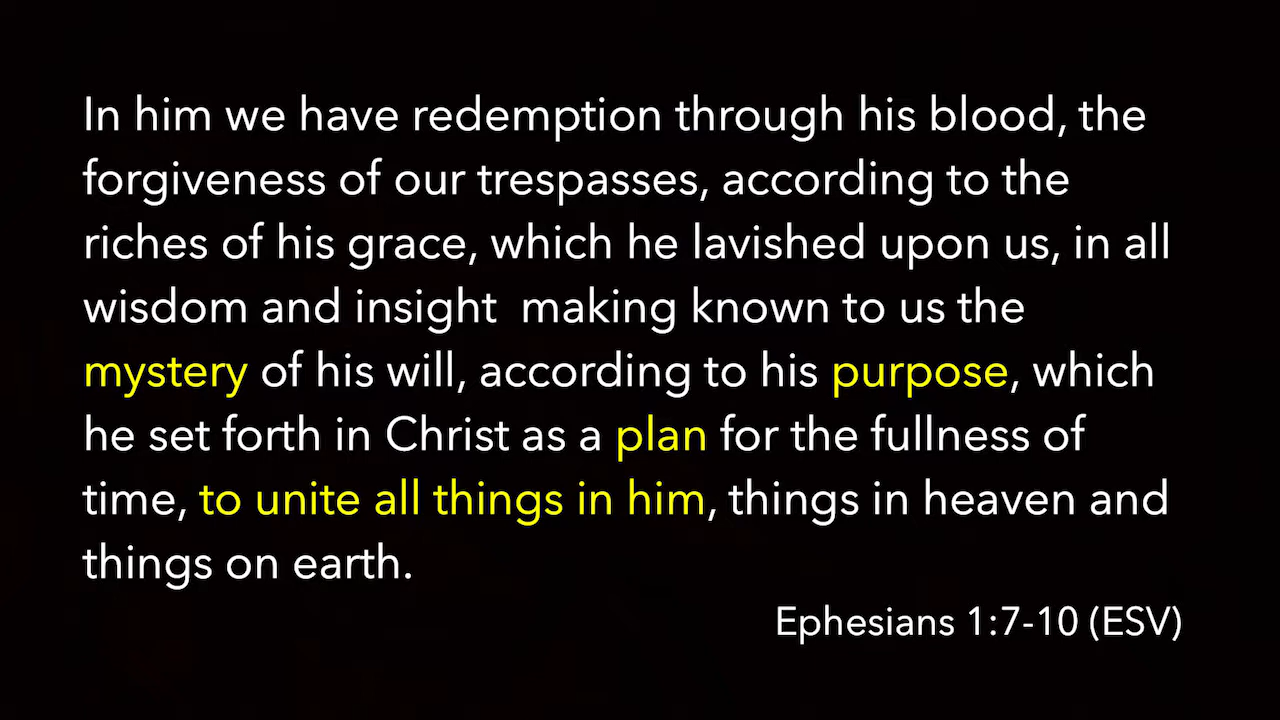 In him we have redemption through his blood, the
forgiveness of our trespasses, according to the
riches of his grace, which he lavished upon us, in all
wisdom and insight  making known to us the
mystery of his will, according to his purpose, which
he set forth in Christ as a plan for the fullness of
time, to unite all things in him, things in heaven and
things on earth.
Ephesians 1:7-10 (ESV)